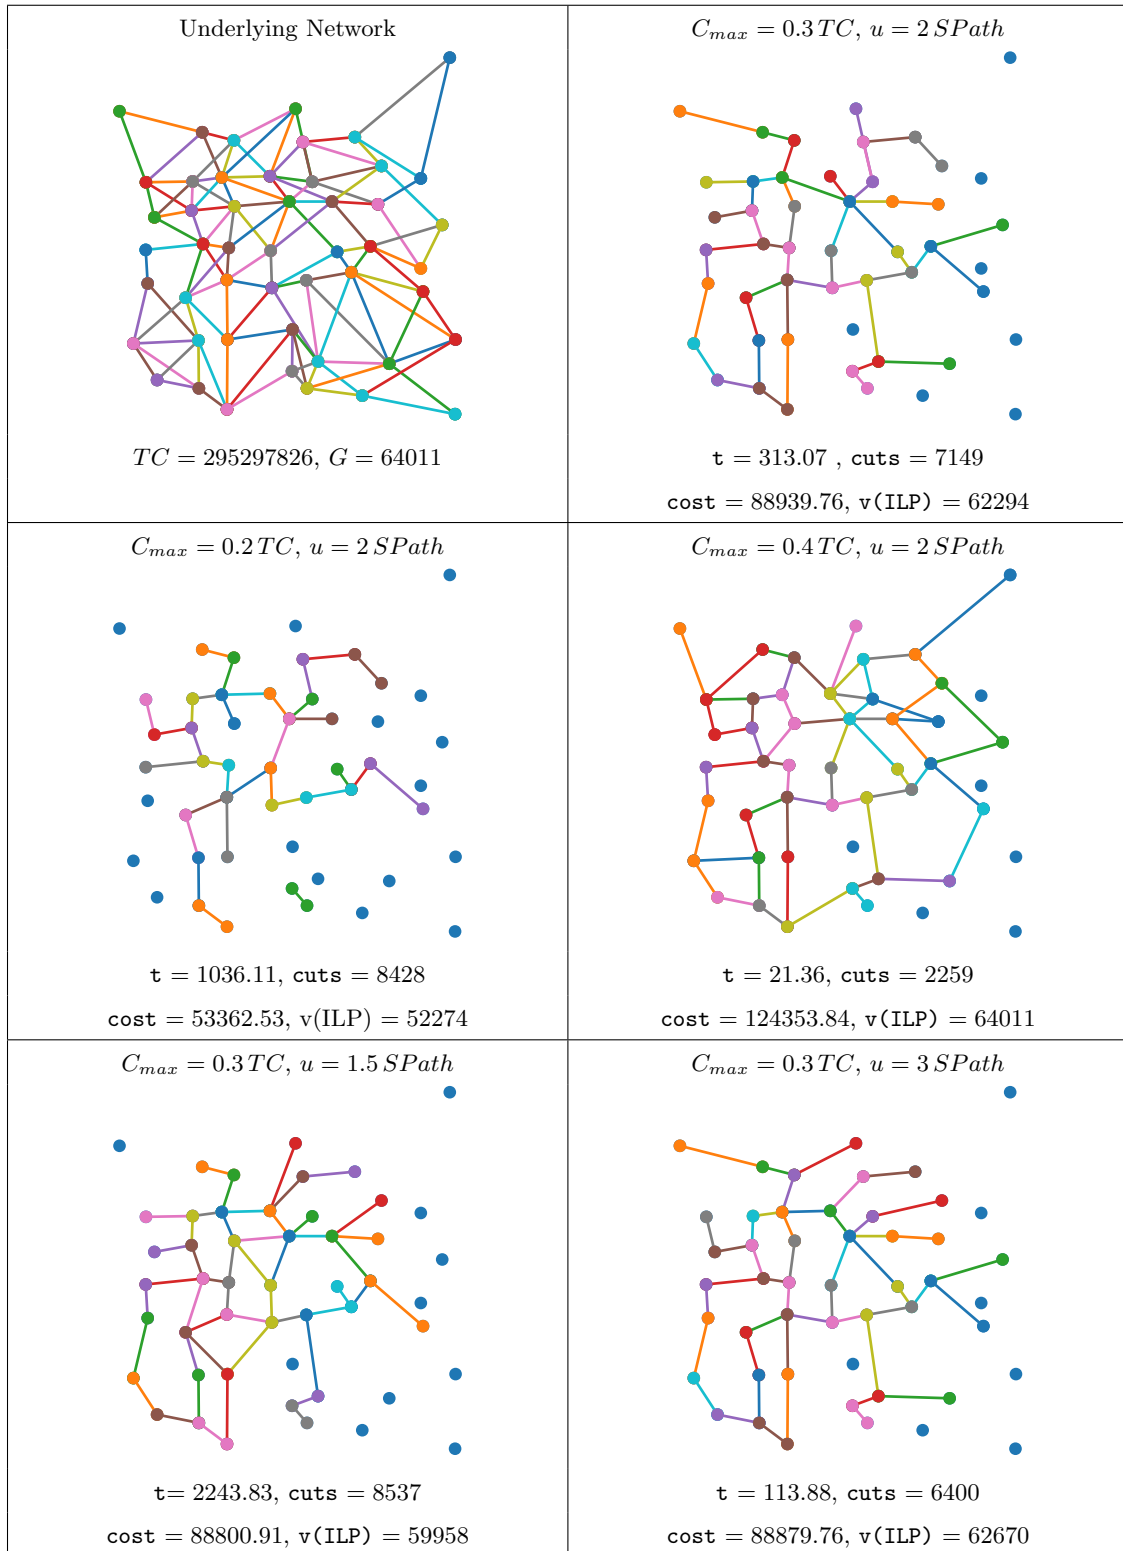 Underlying Network
TC = 295297826, G = 64011
C_max = 0.3 TC, u = 2 SPath
t = 313.07 , cuts = 7149
cost = 88939.76, v(ILP) = 62294
C_max = 0.2 TC, u = 2 SPath
t = 1036.11, cuts = 8428
cost = 53362.53, v(ILP) = 52274
C_max = 0.4 TC, u = 2 SPath
t = 21.36, cuts = 2259
cost = 124353.84, v(ILP) = 64011
C_max = 0.3 TC, u = 1.5 SPath
t= 2243.83, cuts = 8537
cost = 88800.91, v(ILP) = 59958
C_max = 0.3 TC, u = 3 SPath
t = 113.88, cuts = 6400
cost = 88879.76, v(ILP) = 62670